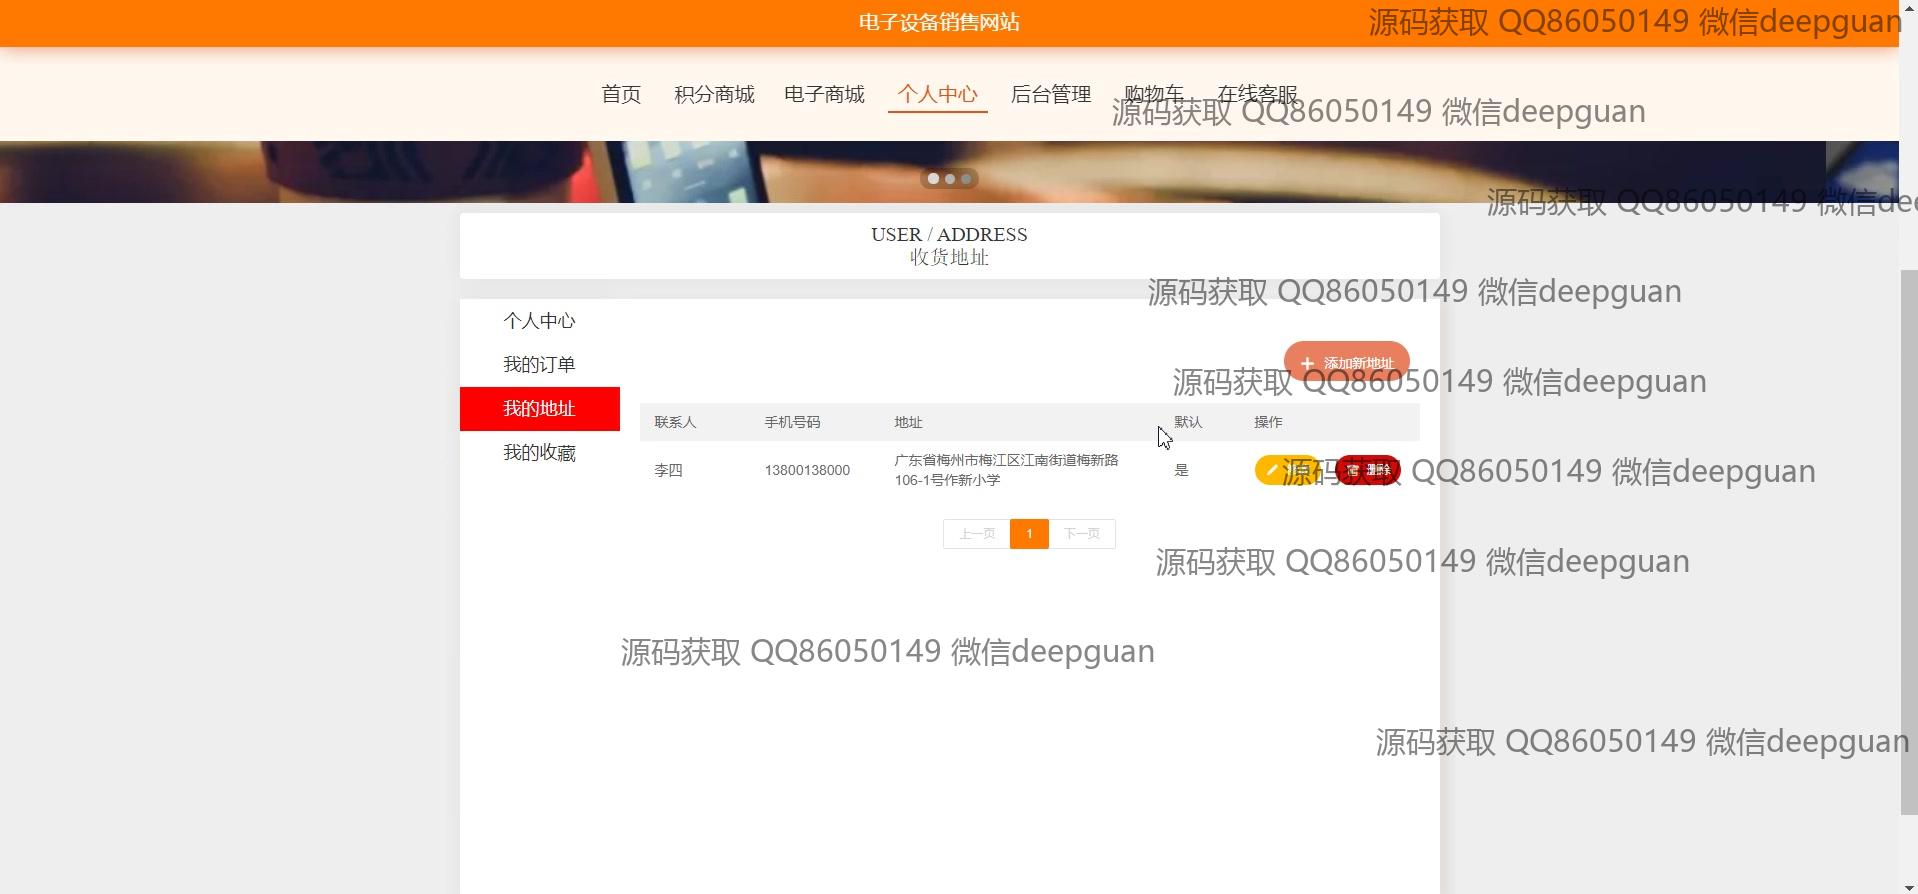 电子设备销售网站
源码获取 QQ86050149 微信deepguan
首页 积分商城 电子商城 个人中心 后台管理 购物车 在线客服
源码获取 QQ86050149 微信deepguan
源码获取 QQ86050149 微信dee
USER / ADDRESS
收货地址
源码获取 QQ86050149 微信deepguan
个人中心
我的订单
我的地址
我的收藏
+ 添加新地址
源码获取 QQ86050149 微信deepguan
联系人 手机号码 地址 默认 操作
李四 13800138000 广东省梅州市梅江区江南街道梅新路 是 删除
106-1号作新小学
源码获取 QQ86050149 微信deepguan
上一页 1 下一页
源码获取 QQ86050149 微信deepguan
源码获取 QQ86050149 微信deepguan
源码获取 QQ86050149 微信deepguan